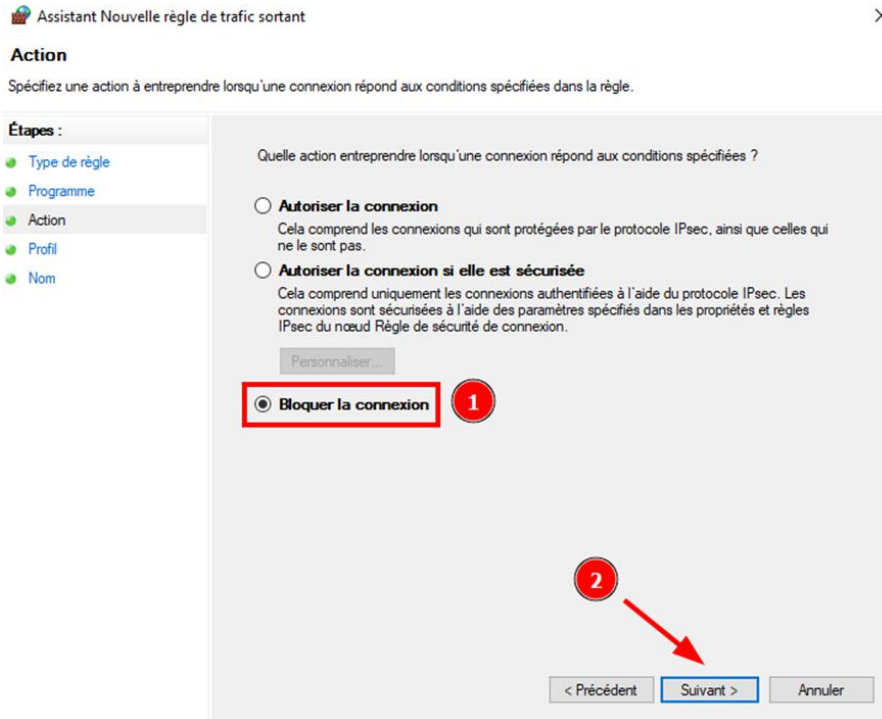 Assistant Nouvelle règle de trafic sortant
Action
Spécifiez une action à entreprendre lorsqu'une connexion répond aux conditions spécifiées dans la règle.
Étapes :
Type de règle
Programme
Action
Profil
Nom
Quelle action entreprendre lorsqu'une connexion répond aux conditions spécifiées ?
Autoriser la connexion
Cela comprend les connexions qui sont protégées par le protocole IPsec, ainsi que celles qui
ne le sont pas.
Autoriser la connexion si elle est sécurisée
Cela comprend uniquement les connexions authentifiées à l'aide du protocole IPsec. Les
connexions sont sécurisées à l'aide des paramètres spécifiés dans les propriétés et règles
IPsec du nœud Règle de sécurité de connexion.
Personnaliser...
Bloquer la connexion
1
2
< Précédent
Suivant >
Annuler